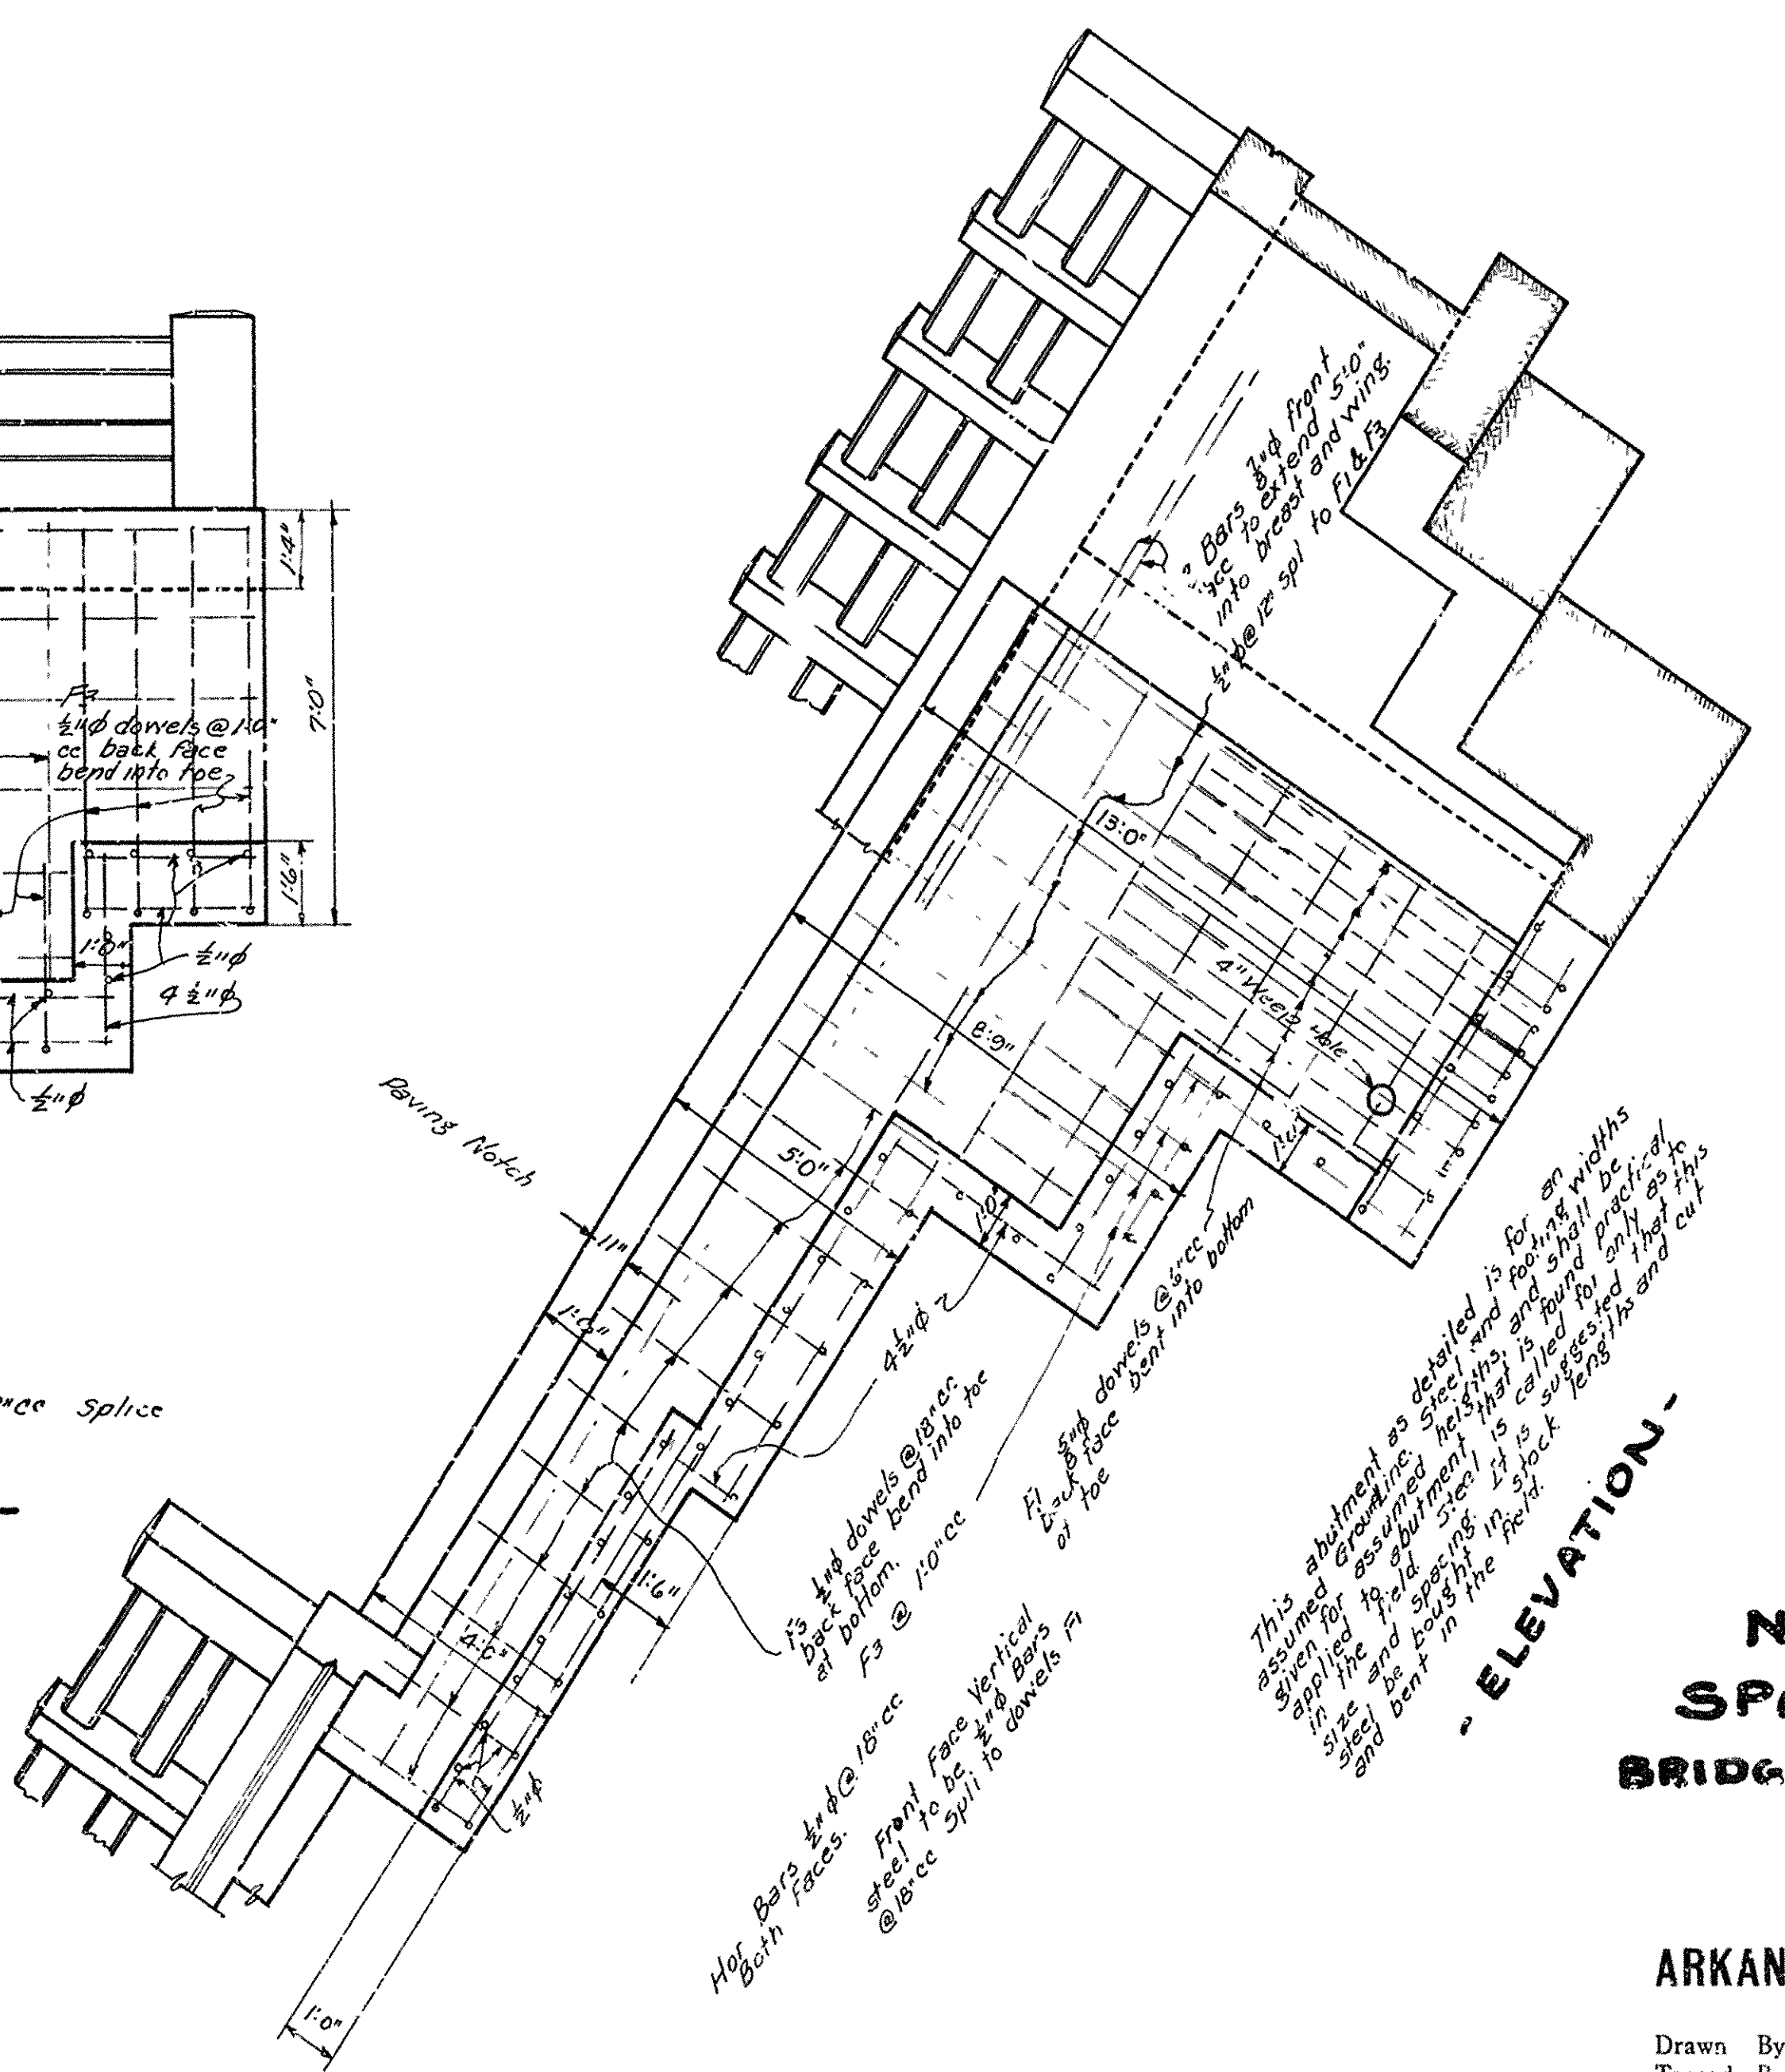 1'-4"
7'-0"
F3
½"ϕ dowels @ 1'-0"
cc back face
bend into toe
1'-6"
1'-0"
½"ϕ
4 ½"ϕ
½"ϕ
Paving Notch
"cc Splice
Bars ⅞"ϕ front
to extend 5'-0"
into breast and wing.
½"ϕ @ 12" spl to F1 & F3
13'-0"
8'-9"
4" Weep Hole
5'-0"
1'-0"
1'-0"
11"
4 ½"ϕ
1'-6"
4'-0"
½"ϕ
1'-0"
F3 ½"ϕ dowels @ 18"cc.
back face bend into toe
at bottom.
F3 @ 1'-0"cc
F1 ⅝"ϕ dowels @ 6"cc
back face bent into bottom
of toe
Hor Bars ½"ϕ @ 18"cc
Both Faces.
Front Face Vertical
steel to be ½"ϕ Bars
@ 18"cc Spli to dowels F1
This abutment as detailed is for an
assumed Ground Line. Steel and footing widths
given for assumed heigths, and shall be
applied to abutment that is found practical
in the field. Steel is called for only as to
size and spacing. It is suggested that this
steel be bought in stock lengths and cut
and bent in the field.
- ELEVATION -
N
SPA
BRIDG
ARKAN
Drawn By